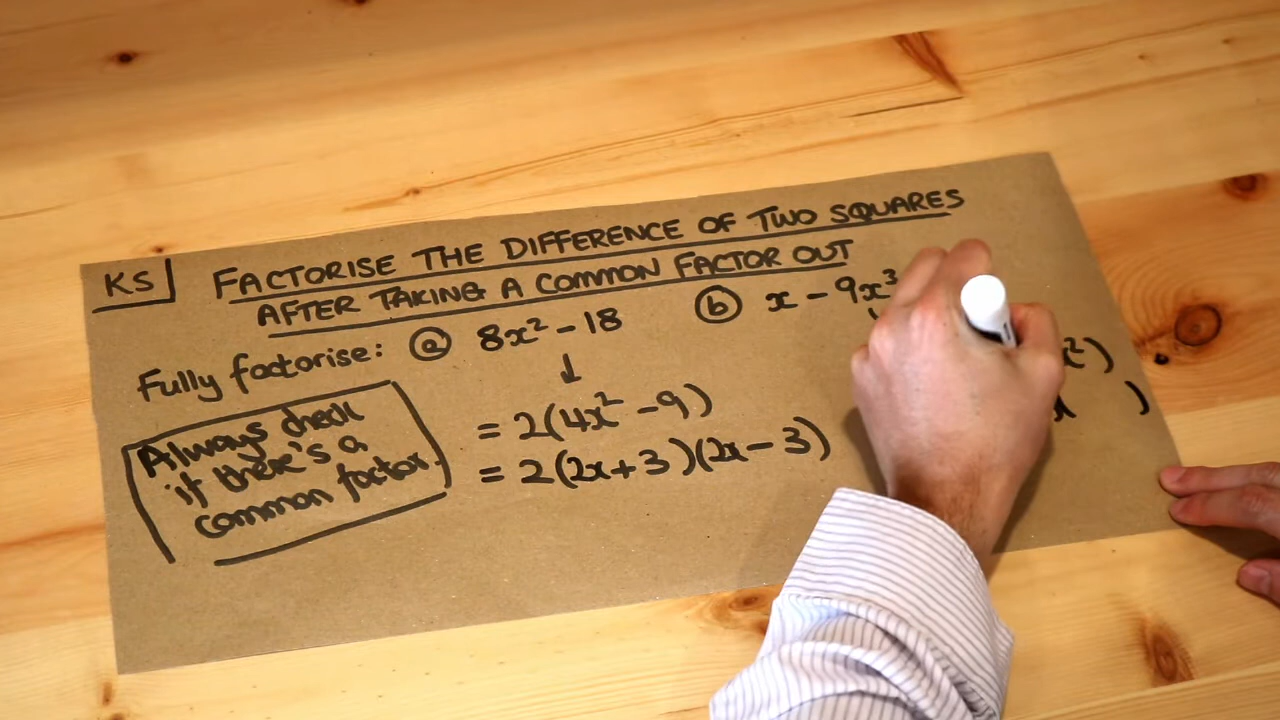 KS
FACTORISE THE DIFFERENCE OF TWO SQUARES
AFTER TAKING A COMMON FACTOR OUT
Fully factorise: ⓐ 8x² - 18
ⓑ x - 9x³
↓
= 2(4x² - 9)
= 2(2x + 3)(2x - 3)
x²)
)
Always check
if there's a
common factor.